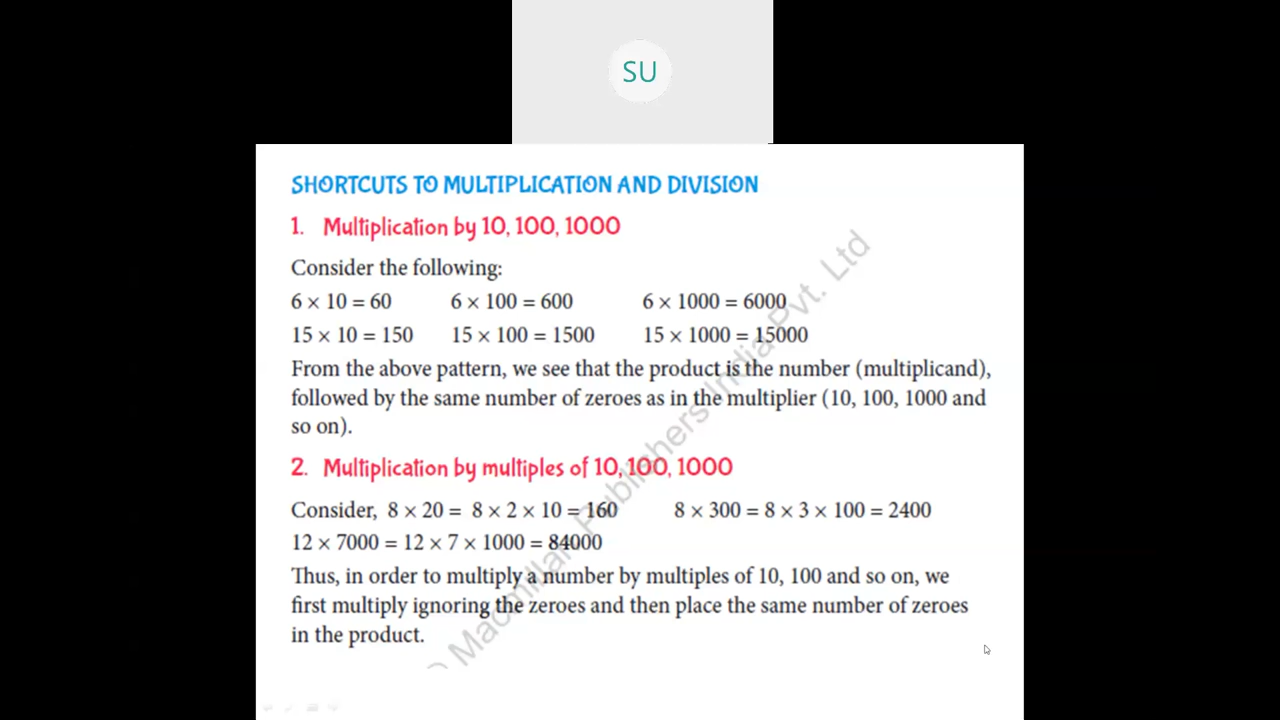 SU
SHORTCUTS TO MULTIPLICATION AND DIVISION
1. Multiplication by 10, 100, 1000
Consider the following:
6 × 10 = 60 6 × 100 = 600 6 × 1000 = 6000
15 × 10 = 150 15 × 100 = 1500 15 × 1000 = 15000
From the above pattern, we see that the product is the number (multiplicand),
followed by the same number of zeroes as in the multiplier (10, 100, 1000 and
so on).
2. Multiplication by multiples of 10, 100, 1000
Consider, 8 × 20 = 8 × 2 × 10 = 160 8 × 300 = 8 × 3 × 100 = 2400
12 × 7000 = 12 × 7 × 1000 = 84000
Thus, in order to multiply a number by multiples of 10, 100 and so on, we
first multiply ignoring the zeroes and then place the same number of zeroes
in the product.
© Macmillan Publishers India Pvt. Ltd